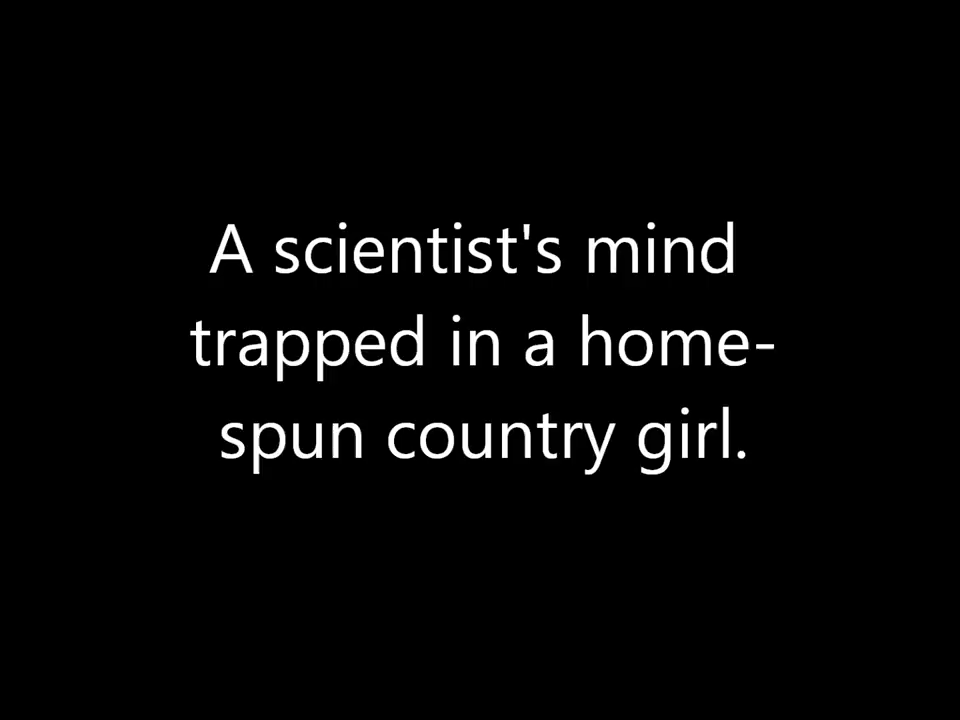 A scientist's mind
trapped in a home-
spun country girl.